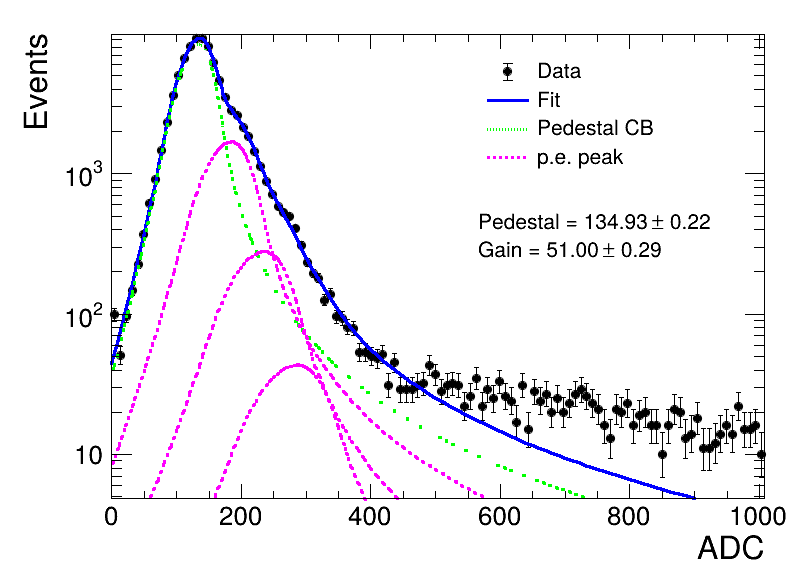 Events
10³
10²
10
Data
Fit
Pedestal CB
p.e. peak
Pedestal = 134.93 ± 0.22
Gain = 51.00 ± 0.29
0 200 400 600 800 1000
ADC